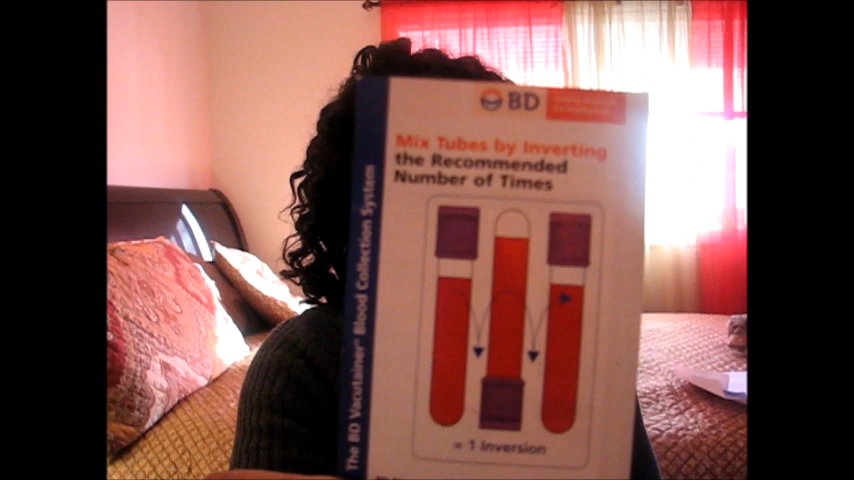 BD
Mix Tubes by Inverting
the Recommended
Number of Times
= 1 Inversion
The BD Vacutainer® Blood Collection System